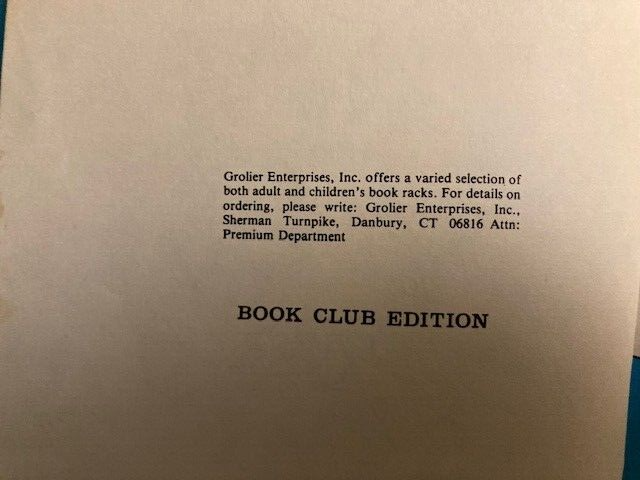 Grolier Enterprises, Inc. offers a varied selection of
both adult and children's book racks. For details on
ordering, please write: Grolier Enterprises, Inc.,
Sherman Turnpike, Danbury, CT 06816 Attn:
Premium Department
BOOK CLUB EDITION